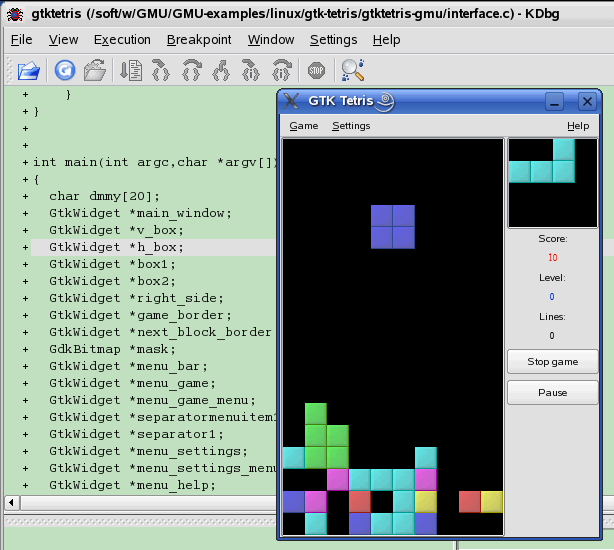 gtktetris (/soft/w/GMU/GMU-examples/linux/gtk-tetris/gtktetris-gmu/interface.c) - KDbg
File View Execution Breakpoint Window Settings Help
STOP
+ }
+ }
+
+
+ int main(int argc,char *argv[])
+ {
+ char dmmy[20];
+ GtkWidget *main_window;
+ GtkWidget *v_box;
+ GtkWidget *h_box;
+ GtkWidget *box1;
+ GtkWidget *box2;
+ GtkWidget *right_side;
+ GtkWidget *game_border;
+ GtkWidget *next_block_border
+ GdkBitmap *mask;
+ GtkWidget *menu_bar;
+ GtkWidget *menu_game;
+ GtkWidget *menu_game_menu;
+ GtkWidget *separatormenuitem1
+ GtkWidget *separator1;
+ GtkWidget *menu_settings;
+ GtkWidget *menu_settings_menu
+ GtkWidget *menu_help;
GTK Tetris
Game Settings Help
Score:
10
Level:
0
Lines:
0
Stop game
Pause